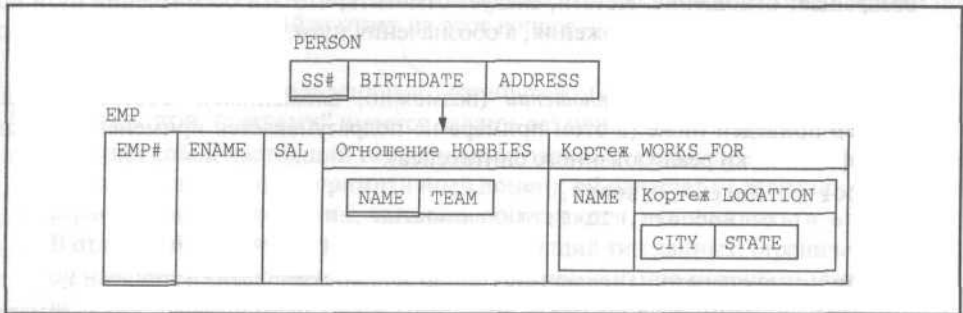 PERSON
SS# BIRTHDATE ADDRESS
EMP
EMP# ENAME SAL Отношение HOBBIES Кортеж WORKS_FOR
NAME TEAM NAME Кортеж LOCATION
CITY STATE